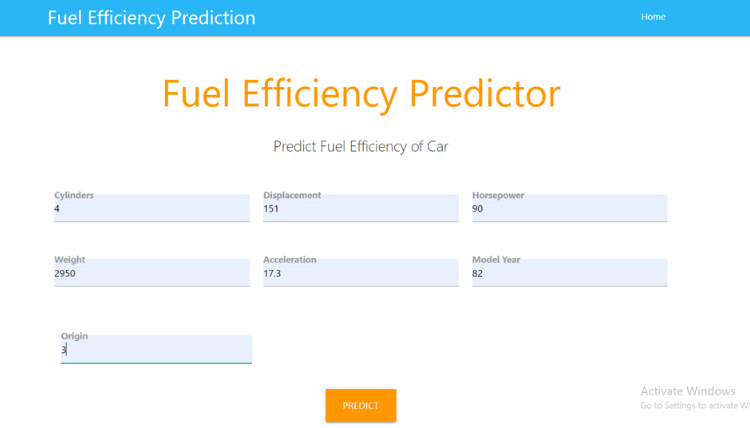 Fuel Efficiency Prediction Home
Fuel Efficiency Predictor
Predict Fuel Efficiency of Car
Cylinders Displacement Horsepower
4 151 90
Weight Acceleration Model Year
2950 17.3 82
Origin
3
PREDICT
Activate Windows
Go to Settings to activate Wi